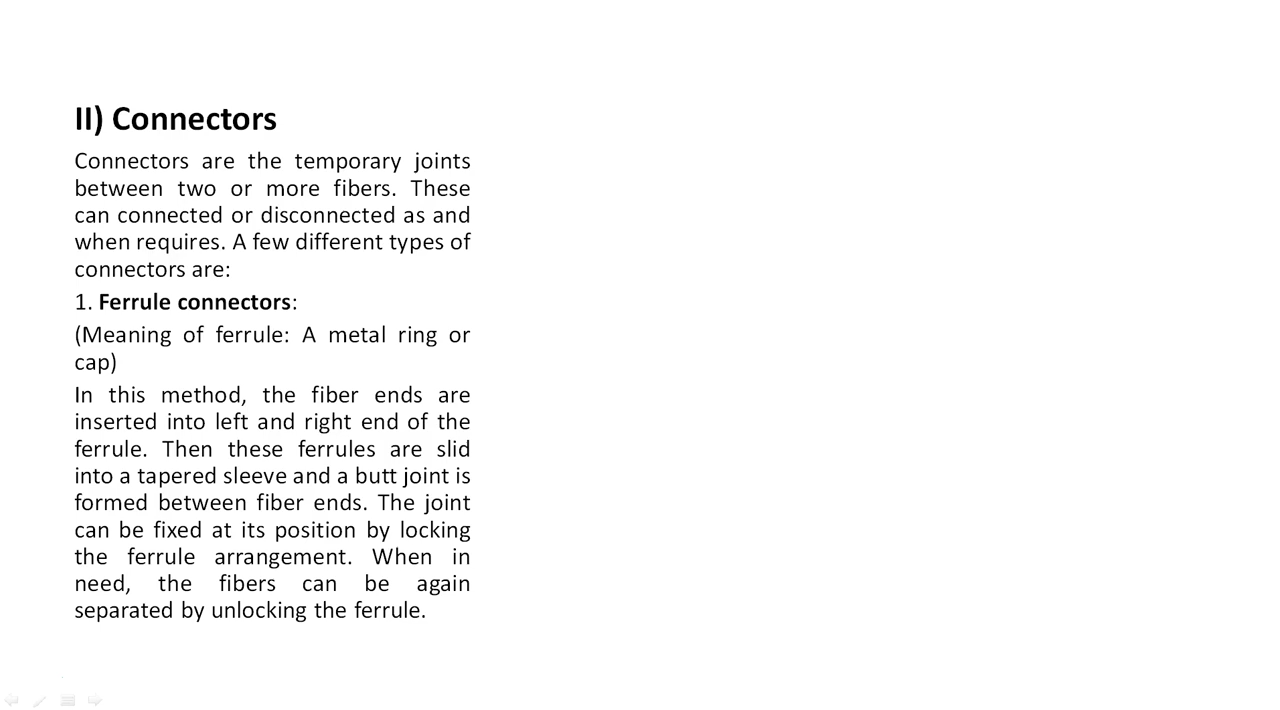 II) Connectors
Connectors are the temporary joints
between two or more fibers. These
can connected or disconnected as and
when requires. A few different types of
connectors are:
1. Ferrule connectors:
(Meaning of ferrule: A metal ring or
cap)
In this method, the fiber ends are
inserted into left and right end of the
ferrule. Then these ferrules are slid
into a tapered sleeve and a butt joint is
formed between fiber ends. The joint
can be fixed at its position by locking
the ferrule arrangement. When in
need, the fibers can be again
separated by unlocking the ferrule.